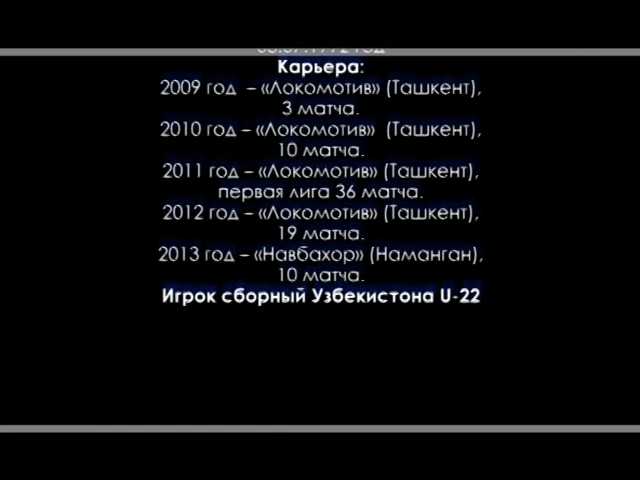 Карьера:
2009 год – «Локомотив» (Ташкент),
3 матча.
2010 год – «Локомотив» (Ташкент),
10 матча.
2011 год – «Локомотив» (Ташкент),
первая лига 36 матча.
2012 год – «Локомотив» (Ташкент),
19 матча.
2013 год – «Навбахор» (Наманган),
10 матча.
Игрок сборный Узбекистона U-22